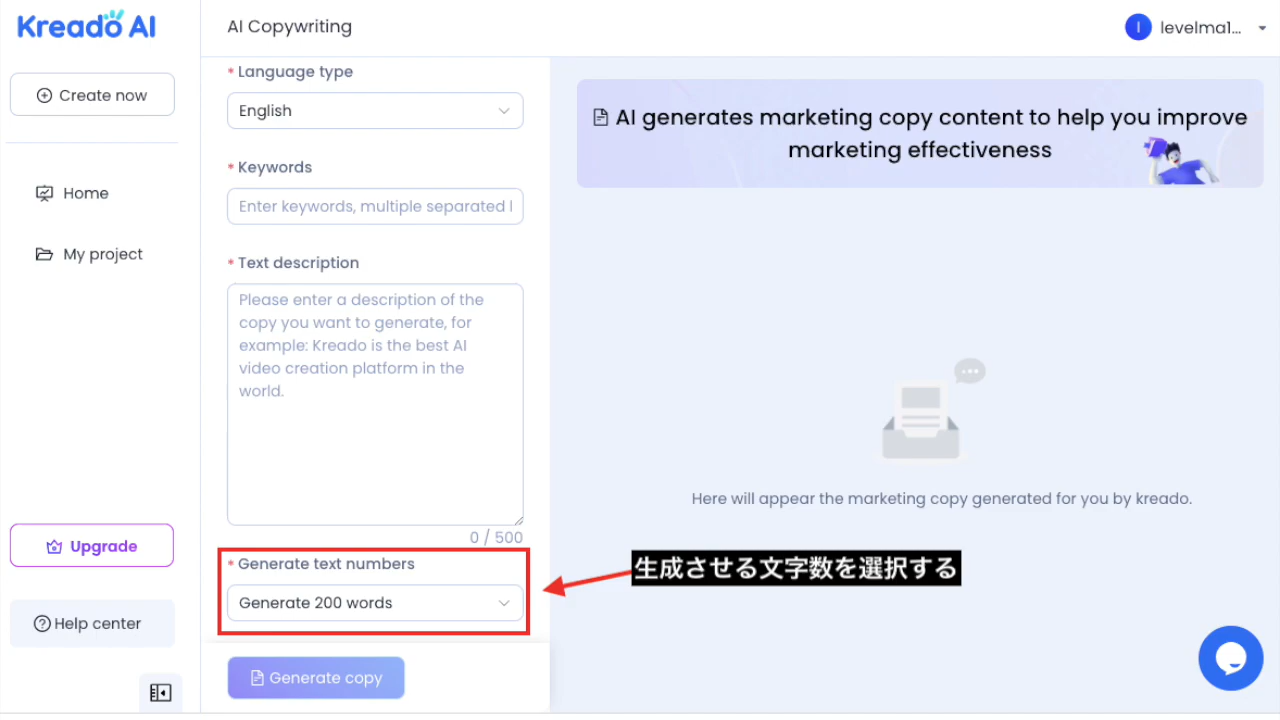 Kreado AI
Create now
Home
My project
Upgrade
Help center
AI Copywriting
l levelma1...
* Language type
English
* Keywords
Enter keywords, multiple separated
* Text description
Please enter a description of the
copy you want to generate, for
example: Kreado is the best AI
video creation platform in the
world.
0 / 500
* Generate text numbers
Generate 200 words
Generate copy
AI generates marketing copy content to help you improve
marketing effectiveness
Here will appear the marketing copy generated for you by kreado.
生成させる文字数を選択する